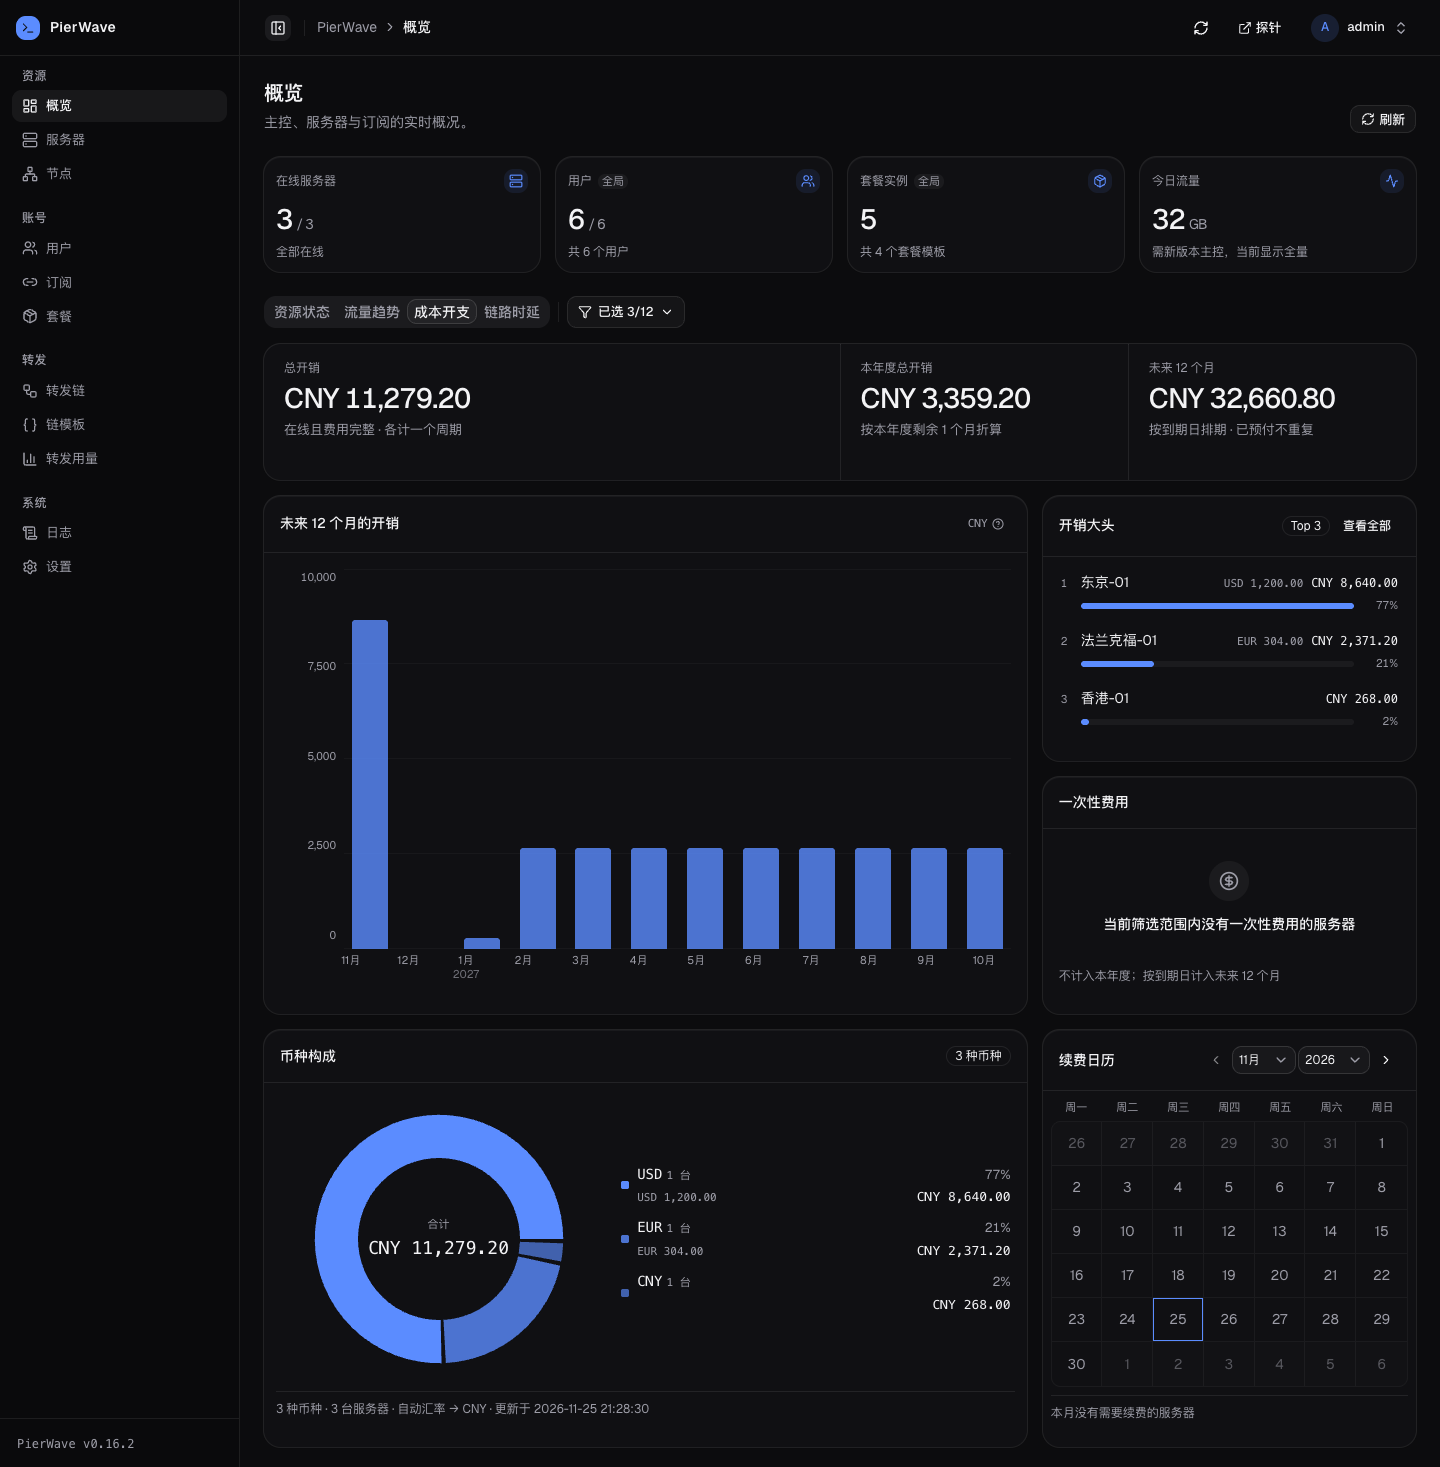 PierWave
PierWave > 概览
探针
A admin
资源
概览
服务器
节点
账号
用户
订阅
套餐
转发
转发链
链模板
转发用量
系统
日志
设置
PierWave v0.16.2
概览
主控、服务器与订阅的实时概况。
刷新
在线服务器
3 / 3
全部在线
用户 全局
6 / 6
共 6 个用户
套餐实例 全局
5
共 4 个套餐模板
今日流量
32 GB
需新版本主控，当前显示全量
资源状态 流量趋势 成本开支 链路时延 已选 3/12
总开销
CNY 11,279.20
在线且费用完整 · 各计一个周期
本年度总开销
CNY 3,359.20
按本年度剩余 1 个月折算
未来 12 个月
CNY 32,660.80
按到期日排期 · 已预付不重复
未来 12 个月的开销 CNY
10,000
7,500
5,000
2,500
0
11月 12月 1月 2月 3月 4月 5月 6月 7月 8月 9月 10月
2027
开销大头 Top 3 查看全部
1 东京-01 USD 1,200.00 CNY 8,640.00
77%
2 法兰克福-01 EUR 304.00 CNY 2,371.20
21%
3 香港-01 CNY 268.00
2%
一次性费用
当前筛选范围内没有一次性费用的服务器
不计入本年度；按到期日计入未来 12 个月
币种构成 3 种币种
合计
CNY 11,279.20
USD 1 台 77%
USD 1,200.00 CNY 8,640.00
EUR 1 台 21%
EUR 304.00 CNY 2,371.20
CNY 1 台 2%
CNY 268.00
3 种币种 · 3 台服务器 · 自动汇率 → CNY · 更新于 2026-11-25 21:28:30
续费日历 11月 2026
周一 周二 周三 周四 周五 周六 周日
26 27 28 29 30 31 1
2 3 4 5 6 7 8
9 10 11 12 13 14 15
16 17 18 19 20 21 22
23 24 25 26 27 28 29
30 1 2 3 4 5 6
本月没有需要续费的服务器